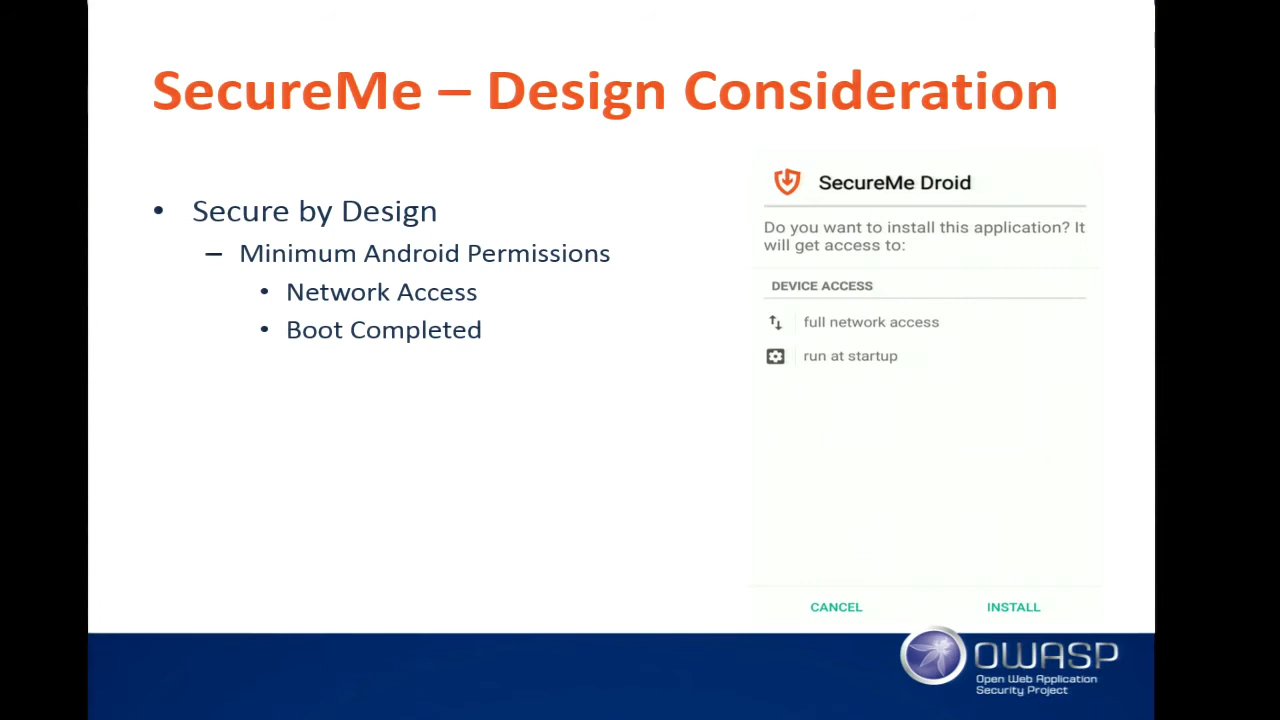 SecureMe – Design Consideration
• Secure by Design
– Minimum Android Permissions
• Network Access
• Boot Completed
SecureMe Droid
Do you want to install this application? It
will get access to:
DEVICE ACCESS
full network access
run at startup
CANCEL
INSTALL
OWASP
Open Web Application
Security Project